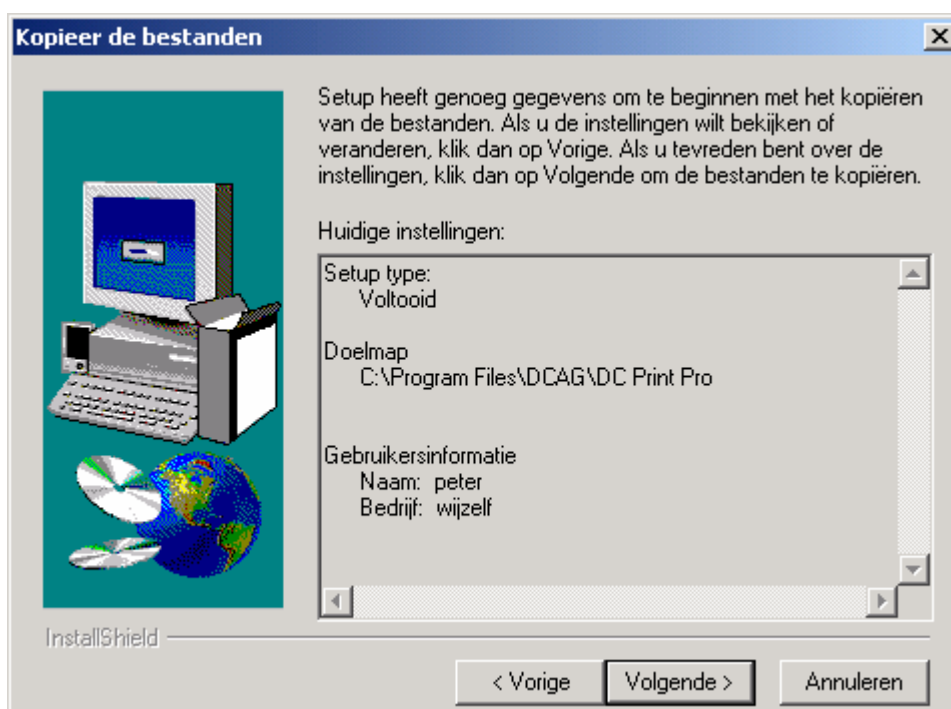 Kopieer de bestanden
Setup heeft genoeg gegevens om te beginnen met het kopiëren
van de bestanden. Als u de instellingen wilt bekijken of
veranderen, klik dan op Vorige. Als u tevreden bent over de
instellingen, klik dan op Volgende om de bestanden te kopiëren.
Huidige instellingen:
Setup type:
Voltooid
Doelmap
C:\Program Files\DCAG\DC Print Pro
Gebruikersinformatie
Naam: peter
Bedrijf: wijzelf
InstallShield
< Vorige
Volgende >
Annuleren